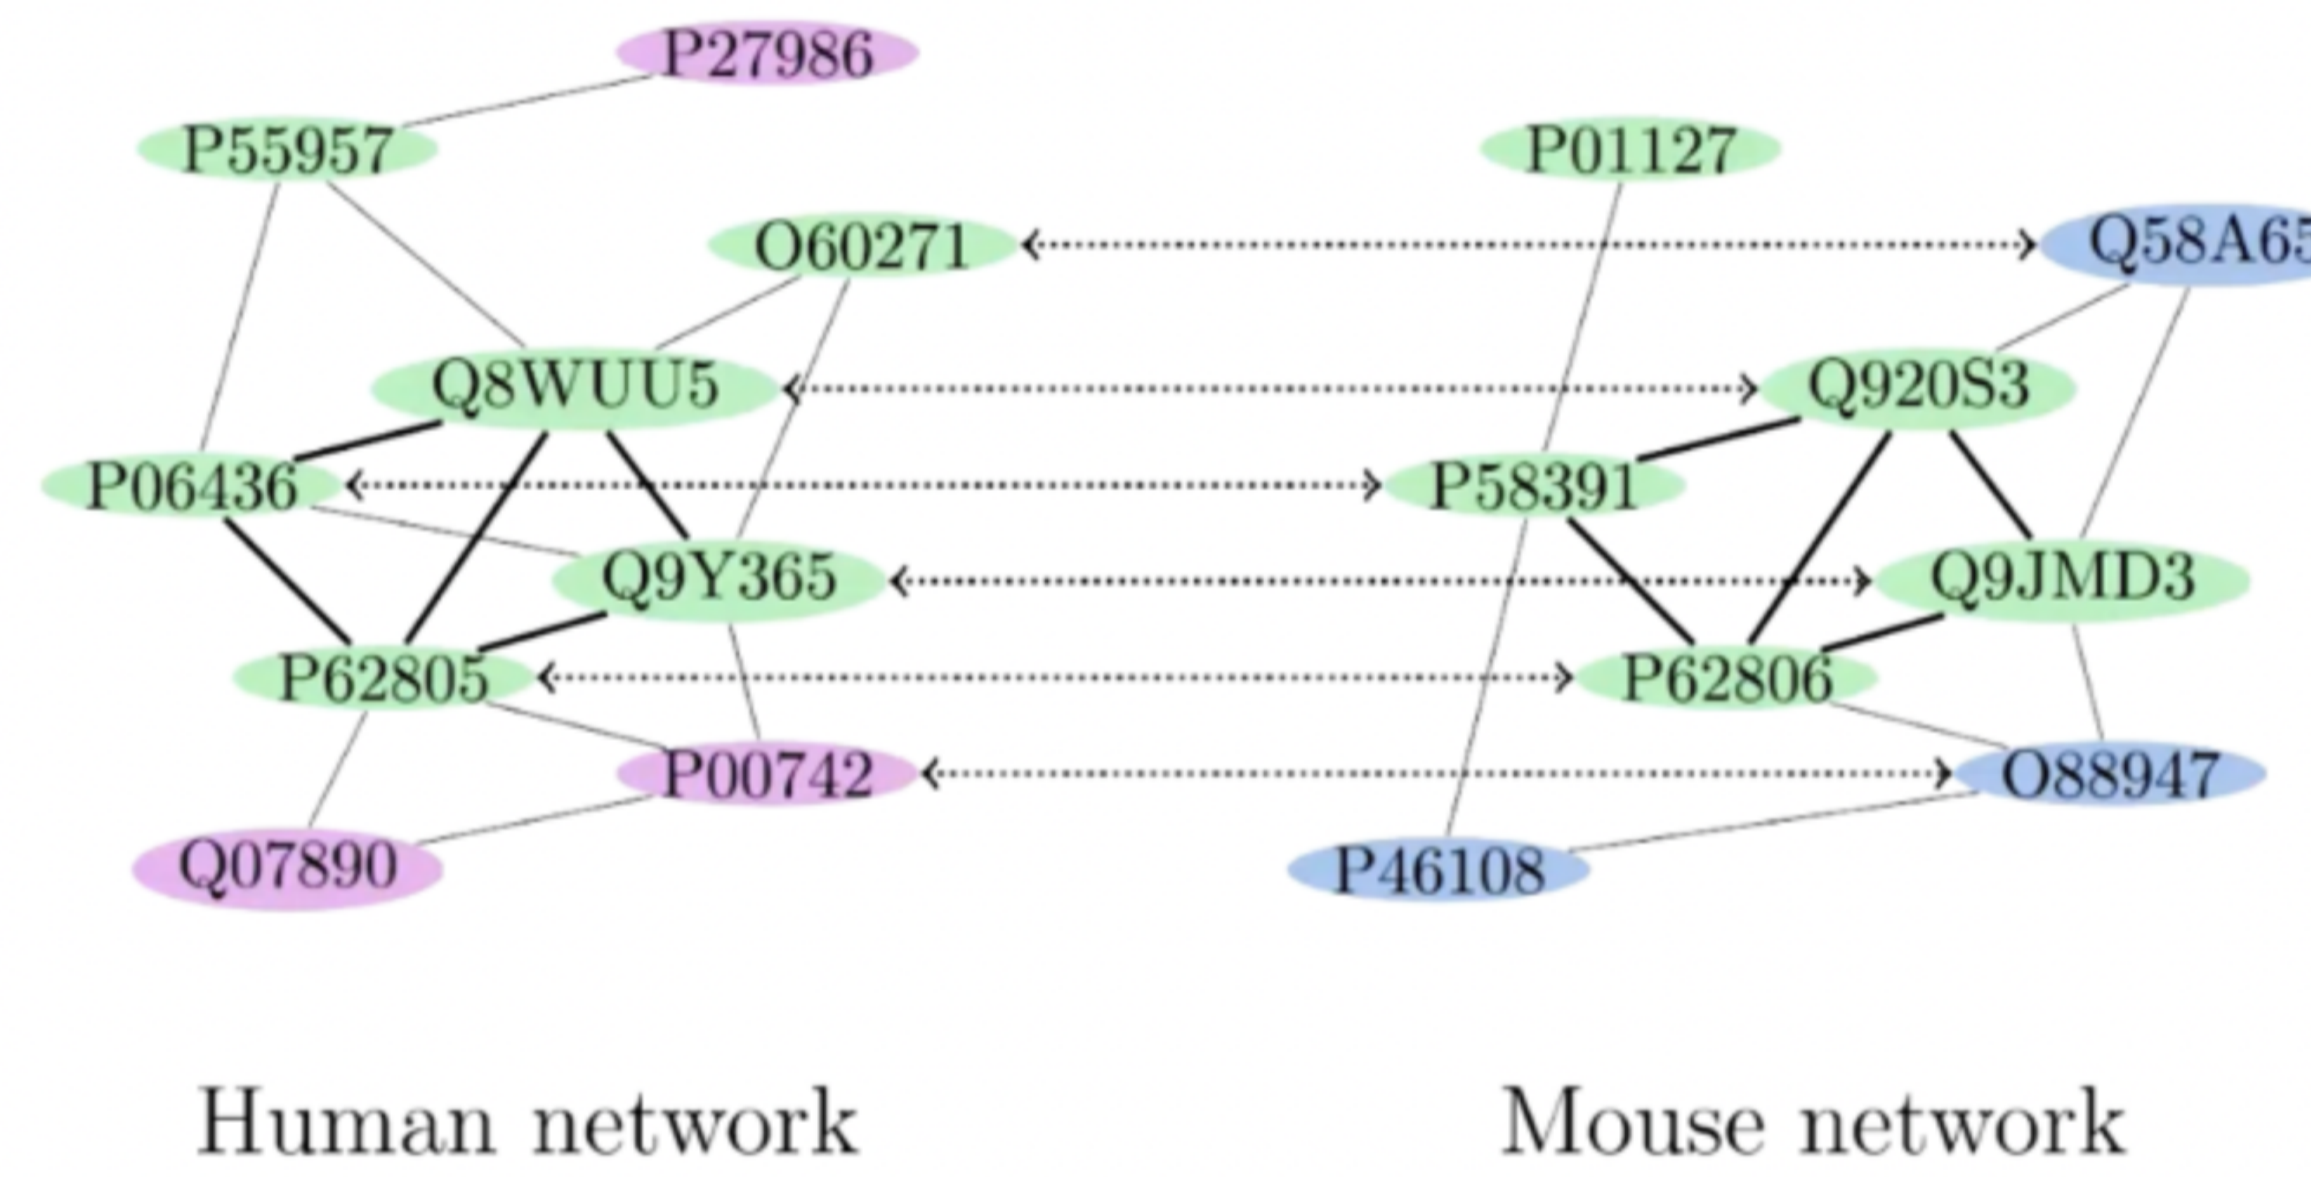 P27986
P55957
P01127
O60271
Q58A65
Q8WUU5
Q920S3
P06436
P58391
Q9Y365
Q9JMD3
P62805
P62806
P00742
O88947
Q07890
P46108
Human network
Mouse network